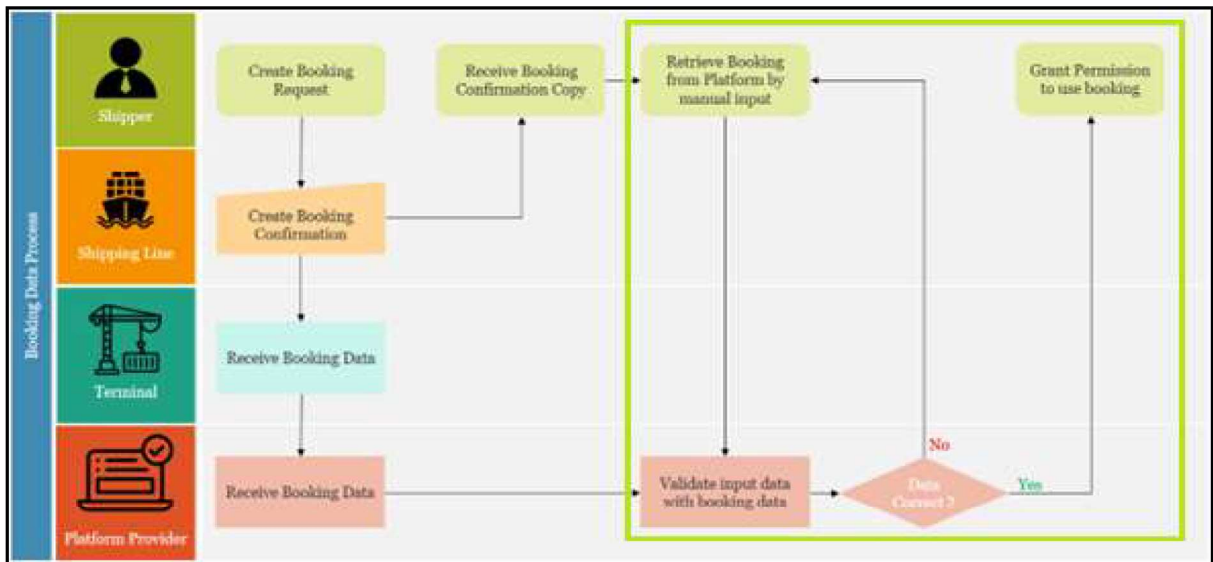 Booking Data Process
Shipper
Create Booking
Request
Receive Booking
Confirmation Copy
Retrieve Booking
from Platform by
manual input
Grant Permission
to use booking
Shipping Line
Create Booking
Confirmation
Terminal
Receive Booking Data
Platform Provider
Receive Booking Data
Validate input data
with booking data
Data
Correct ?
No
Yes